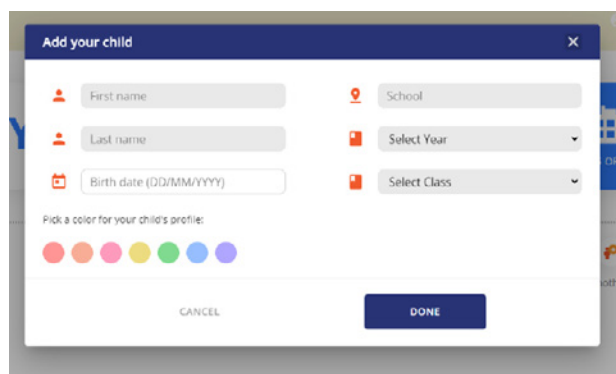 Add your child
First name
School
Last name
Select Year
Birth date (DD/MM/YYYY)
Select Class
Pick a color for your child's profile:
CANCEL
DONE